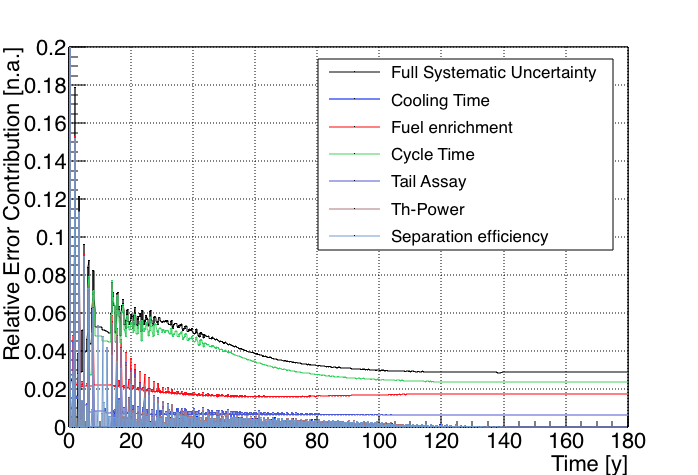 Relative Error Contribution [n.a.]
0.2
0.18
0.16
0.14
0.12
0.1
0.08
0.06
0.04
0.02
0
Full Systematic Uncertainty
Cooling Time
Fuel enrichment
Cycle Time
Tail Assay
Th-Power
Separation efficiency
0 20 40 60 80 100 120 140 160 180
Time [y]